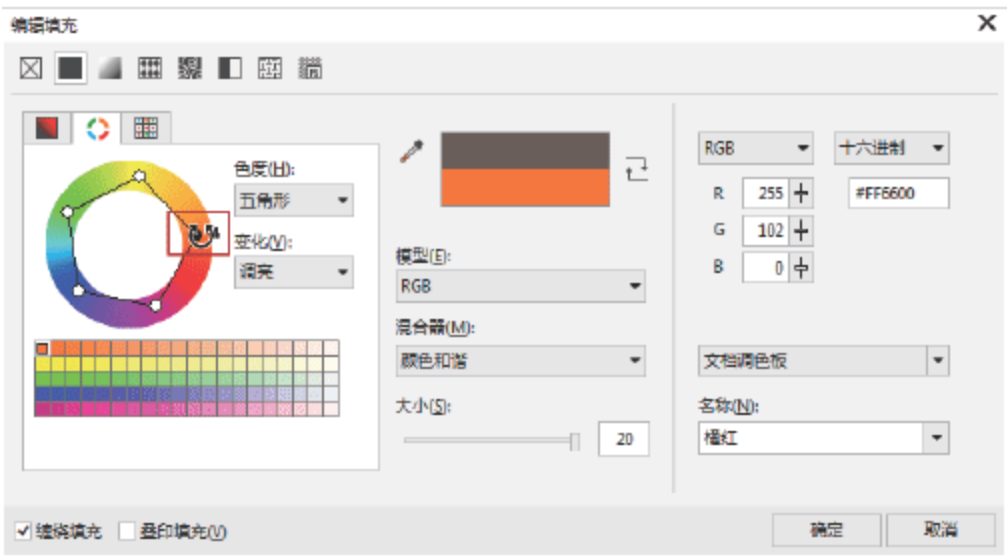 编辑填充
色度(H):
五角形
变化(V):
调亮
模型(E):
RGB
混合器(M):
颜色和谐
大小(S):
20
RGB
十六进制
R 255
#FF6600
G 102
B 0
文档调色板
名称(N):
橘红
缠绕填充
叠印填充(V)
确定
取消